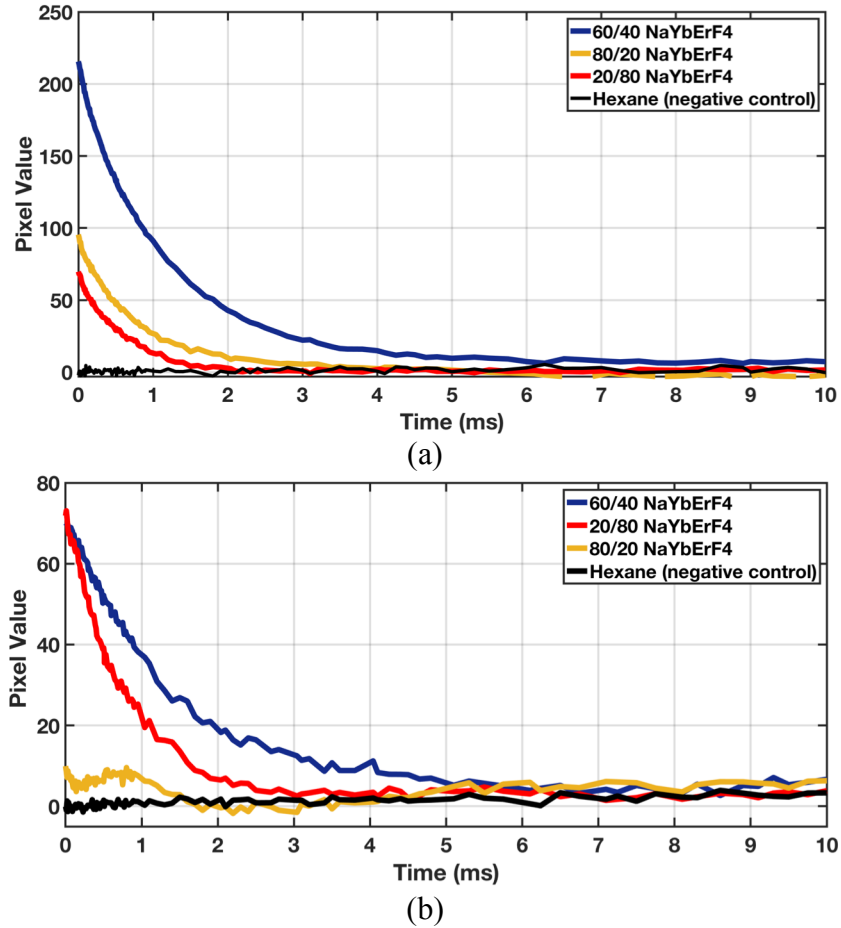 250
200
150
100
50
0
Pixel Value
60/40 NaYbErF4
80/20 NaYbErF4
20/80 NaYbErF4
Hexane (negative control)
0 1 2 3 4 5 6 7 8 9 10
Time (ms)
(a)
80
60
40
20
0
Pixel Value
60/40 NaYbErF4
20/80 NaYbErF4
80/20 NaYbErF4
Hexane (negative control)
0 1 2 3 4 5 6 7 8 9 10
Time (ms)
(b)